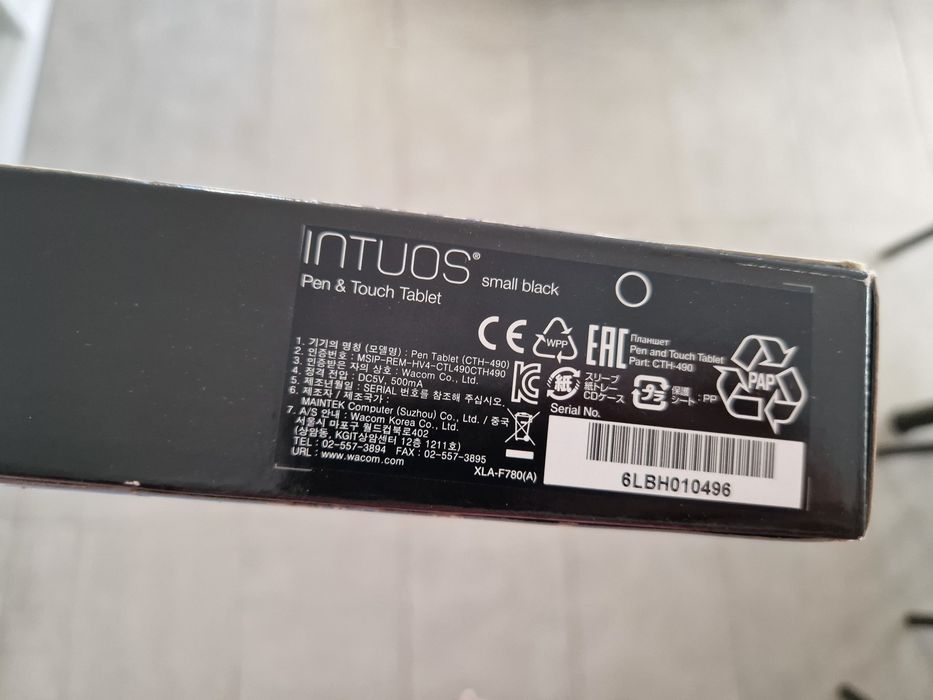 INTUOS® small black
Pen & Touch Tablet
CE
WPP
EAC
Планшет
Pen and Touch Tablet
Part: CTH-490
1. 기기의 명칭 (모델명) : Pen Tablet (CTH-490)
2. 인증번호 : MSIP-REM-HV4-CTL490CTH490
3. 인증받은 자의 상호 : Wacom Co., Ltd.
4. 정격 전압 : DC5V, 500mA
5. 제조년월일 : SERIAL 번호를 참조해 주십시오.
6. 제조자 / 제조국가 :
MAINTEK Computer (Suzhou) Co., Ltd. / 중국
7. A/S 안내 : Wacom Korea Co., Ltd.
서울시 마포구 월드컵북로402
(상암동, KGIT상암센터 12층 1211호)
TEL : 02-557-3894 FAX : 02-557-3895
URL : www.wacom.com
XLA-F780(A)
紙
スリーブ
紙トレー
CDケース
プラ
保護
シート : PP
PAP
Serial No.
6LBH010496